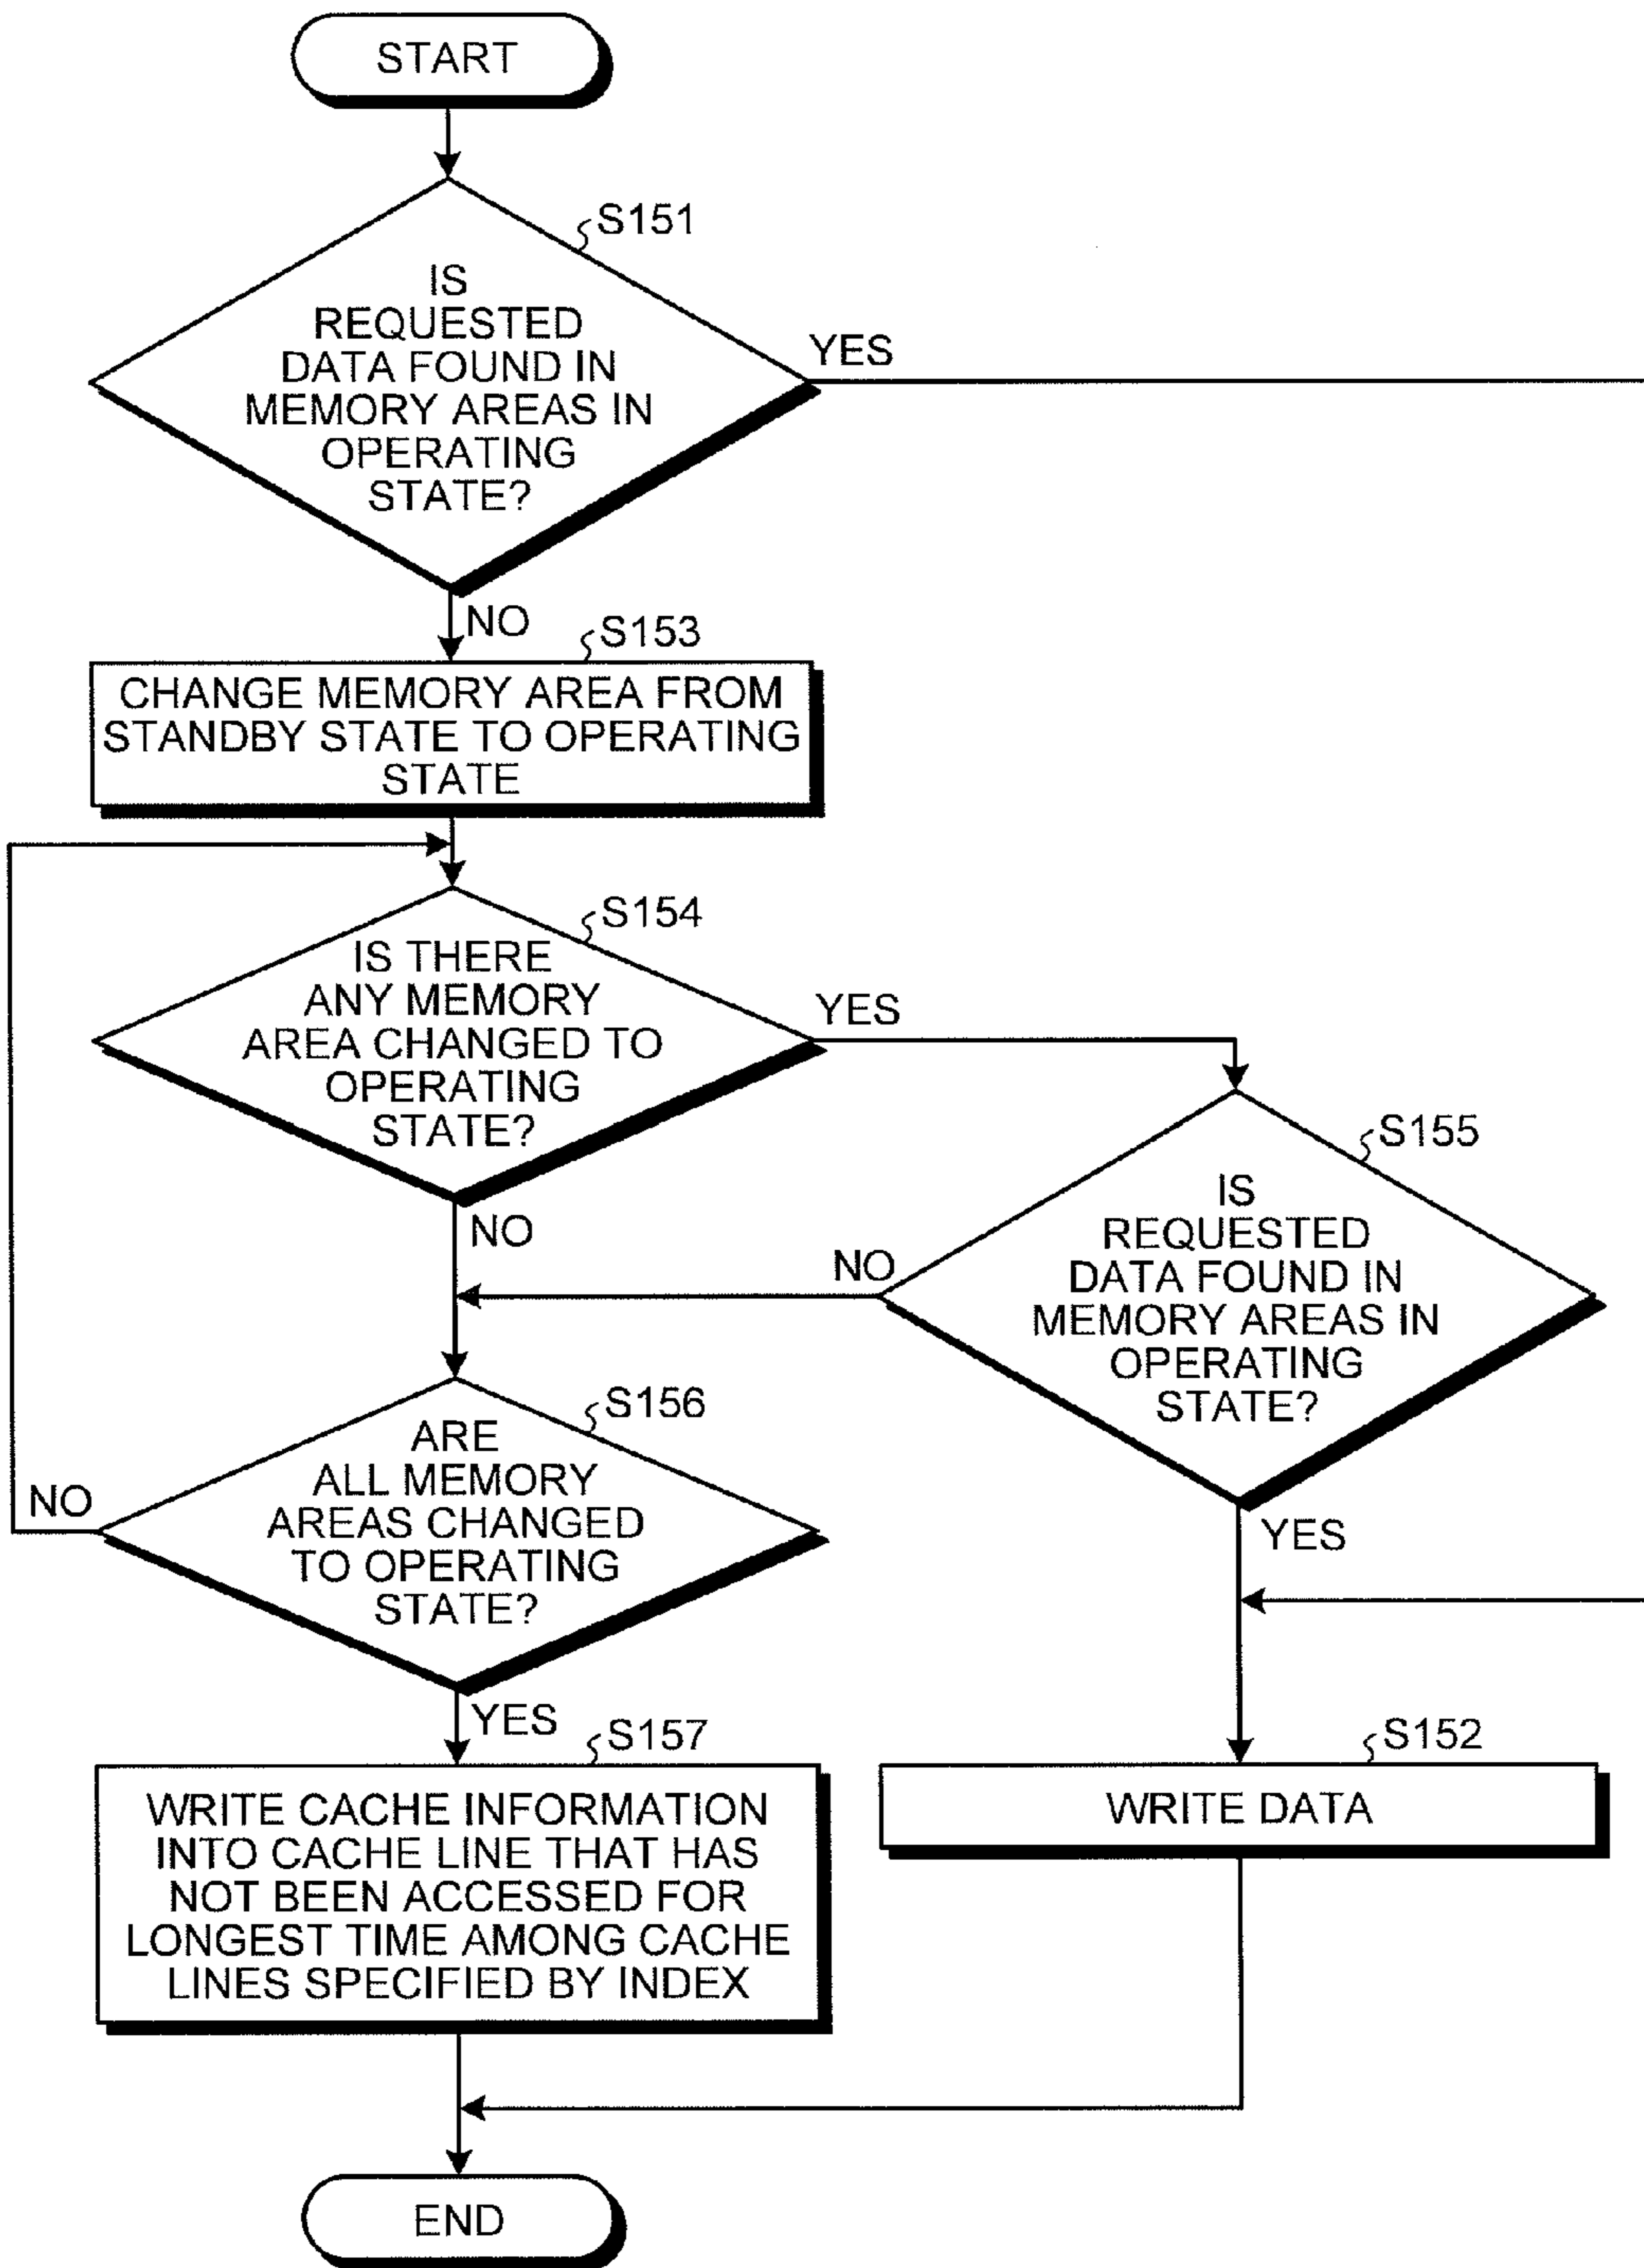 START
S151
IS
REQUESTED
DATA FOUND IN
MEMORY AREAS IN
OPERATING
STATE?
YES
NO
S153
CHANGE MEMORY AREA FROM
STANDBY STATE TO OPERATING
STATE
S154
IS THERE
ANY MEMORY
AREA CHANGED TO
OPERATING
STATE?
YES
NO
S155
IS
REQUESTED
DATA FOUND IN
MEMORY AREAS IN
OPERATING
STATE?
NO
YES
S156
ARE
ALL MEMORY
AREAS CHANGED
TO OPERATING
STATE?
NO
YES
S157
WRITE CACHE INFORMATION
INTO CACHE LINE THAT HAS
NOT BEEN ACCESSED FOR
LONGEST TIME AMONG CACHE
LINES SPECIFIED BY INDEX
S152
WRITE DATA
END